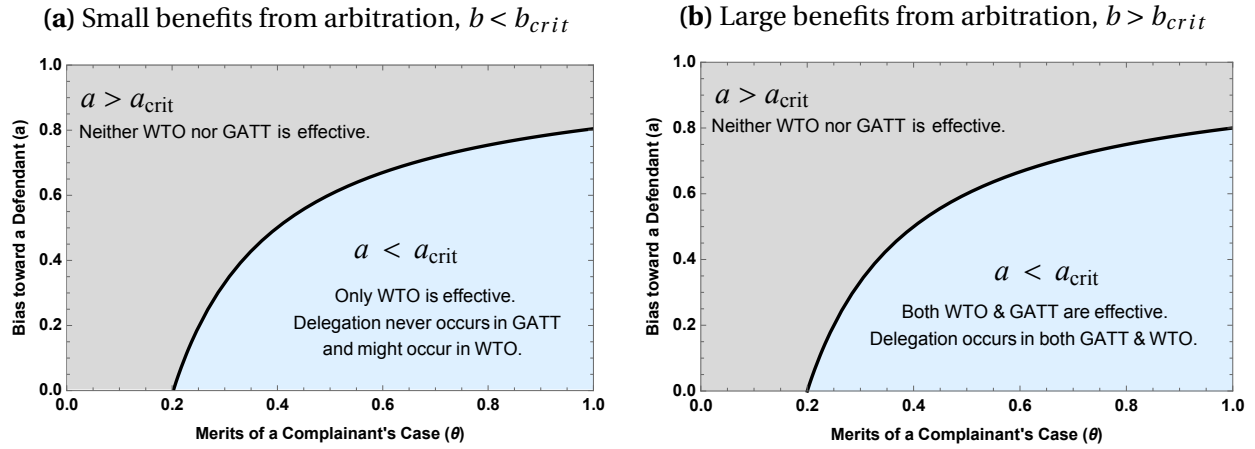 (a) Small benefits from arbitration, b < b_crit
1.0
0.8
0.6
0.4
0.2
0.0
Bias toward a Defendant (a)
a > a_crit
Neither WTO nor GATT is effective.
a < a_crit
Only WTO is effective.
Delegation never occurs in GATT
and might occur in WTO.
0.0 0.2 0.4 0.6 0.8 1.0
Merits of a Complainant's Case (θ)
(b) Large benefits from arbitration, b > b_crit
1.0
0.8
0.6
0.4
0.2
0.0
Bias toward a Defendant (a)
a > a_crit
Neither WTO nor GATT is effective.
a < a_crit
Both WTO & GATT are effective.
Delegation occurs in both GATT & WTO.
0.0 0.2 0.4 0.6 0.8 1.0
Merits of a Complainant's Case (θ)